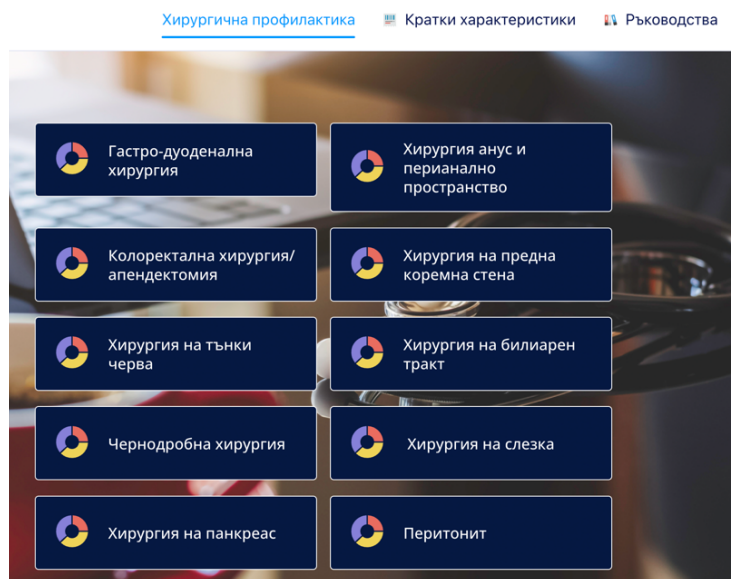 Хирургична профилактика
Кратки характеристики
Ръководства
Гастро-дуоденална
хирургия
Хирургия анус и
перианално
пространство
Колоректална хирургия/
апендектомия
Хирургия на предна
коремна стена
Хирургия на тънки
черва
Хирургия на билиарен
тракт
Чернодробна хирургия
Хирургия на слезка
Хирургия на панкреас
Перитонит